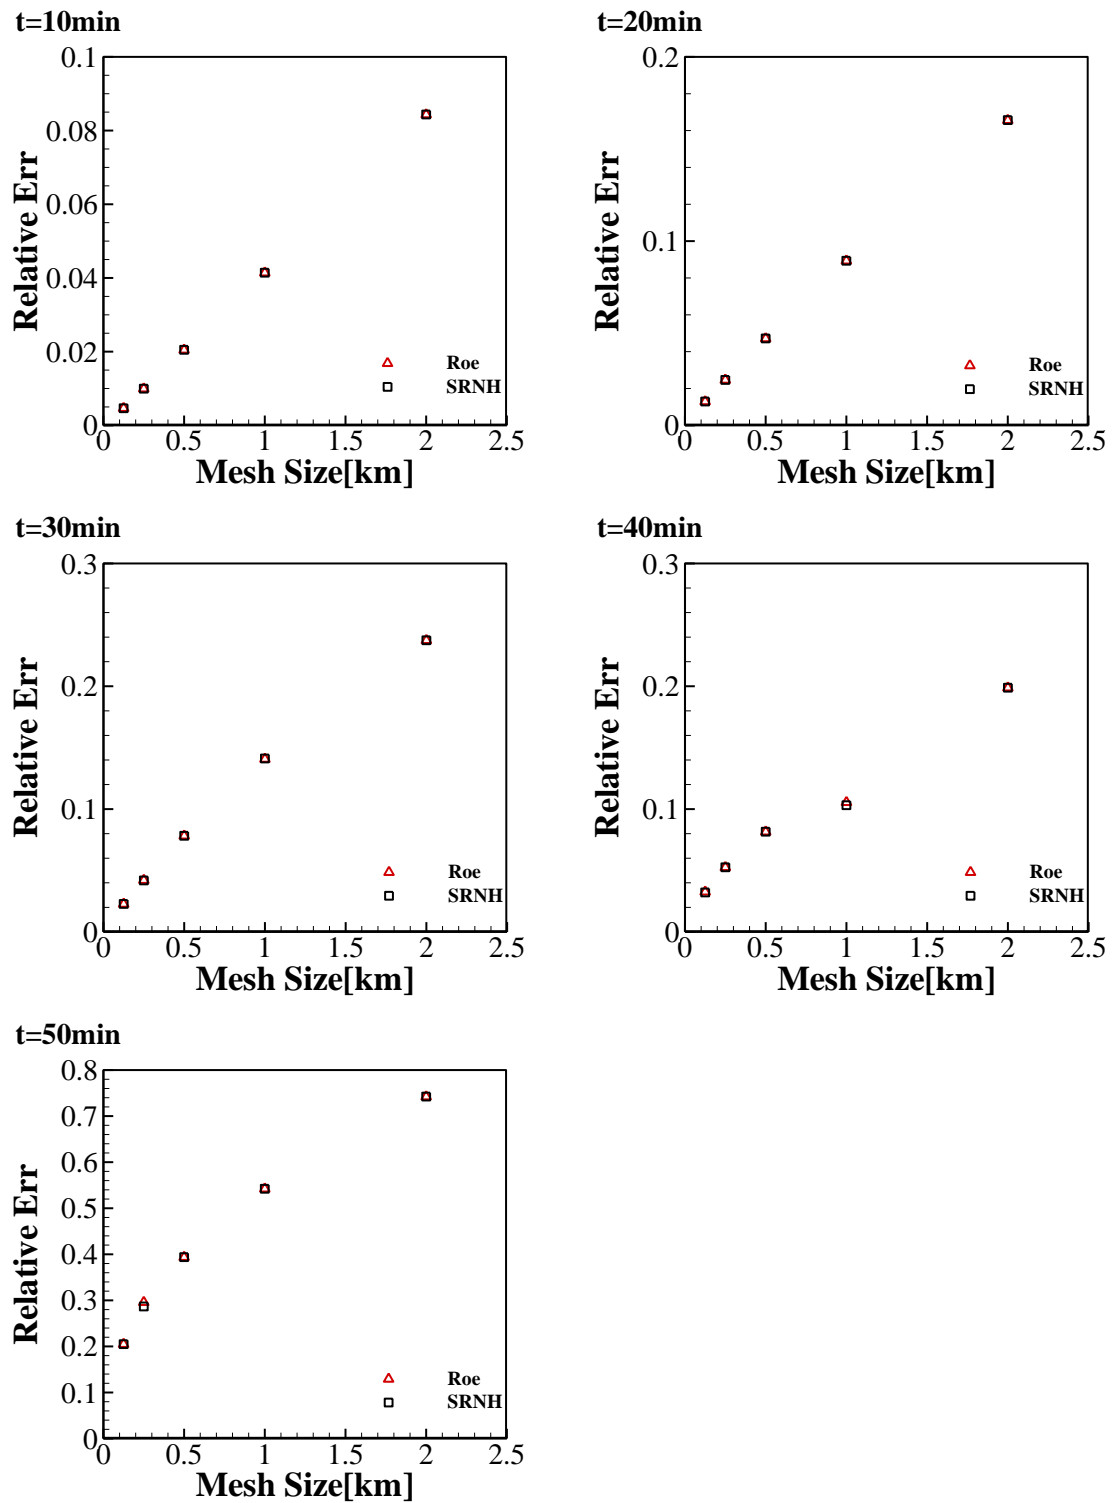 t=10min
0.1
0.08
0.06
0.04
0.02
0
0 0.5 1 1.5 2 2.5
Relative Err
Mesh Size[km]
Roe
SRNH
t=20min
0.2
0.1
0
0 0.5 1 1.5 2 2.5
Relative Err
Mesh Size[km]
Roe
SRNH
t=30min
0.3
0.2
0.1
0
0 0.5 1 1.5 2 2.5
Relative Err
Mesh Size[km]
Roe
SRNH
t=40min
0.3
0.2
0.1
0
0 0.5 1 1.5 2 2.5
Relative Err
Mesh Size[km]
Roe
SRNH
t=50min
0.8
0.7
0.6
0.5
0.4
0.3
0.2
0.1
0
0 0.5 1 1.5 2 2.5
Relative Err
Mesh Size[km]
Roe
SRNH